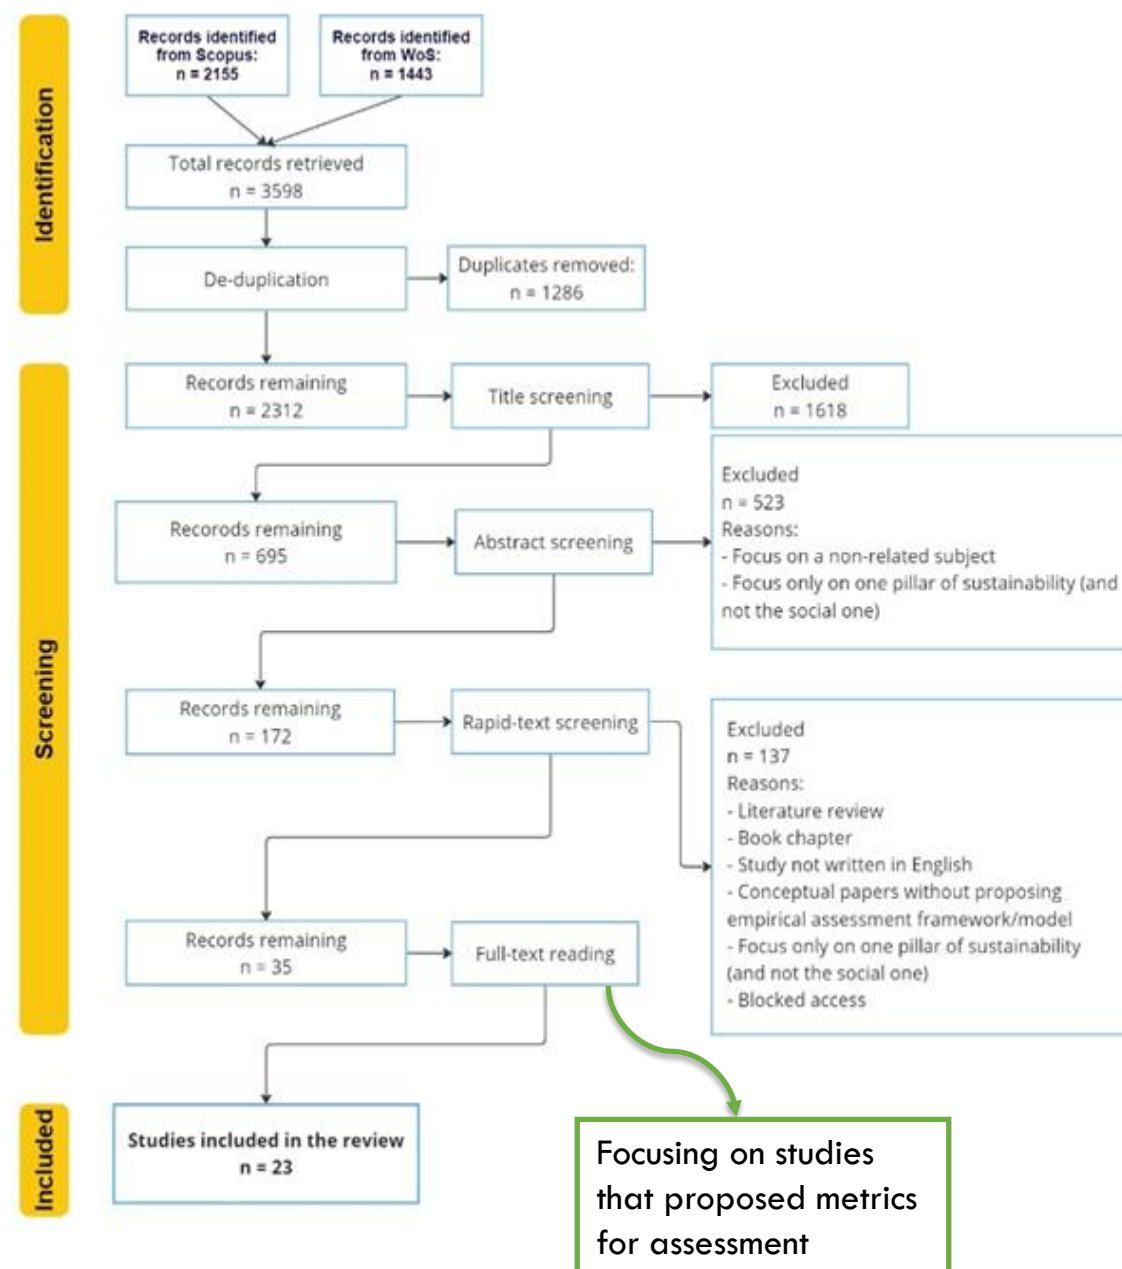 Identification
Records identified
from Scopus:
n = 2155
Records identified
from WoS:
n = 1443
Total records retrieved
n = 3598
De-duplication
Duplicates removed:
n = 1286
Screening
Records remaining
n = 2312
Title screening
Excluded
n = 1618
Recorods remaining
n = 695
Abstract screening
Excluded
n = 523
Reasons:
- Focus on a non-related subject
- Focus only on one pillar of sustainability (and
not the social one)
Records remaining
n = 172
Rapid-text screening
Excluded
n = 137
Reasons:
- Literature review
- Book chapter
- Study not written in English
- Conceptual papers without proposing
empirical assessment framework/model
- Focus only on one pillar of sustainability
(and not the social one)
- Blocked access
Records remaining
n = 35
Full-text reading
Included
Studies included in the review
n = 23
Focusing on studies
that proposed metrics
for assessment